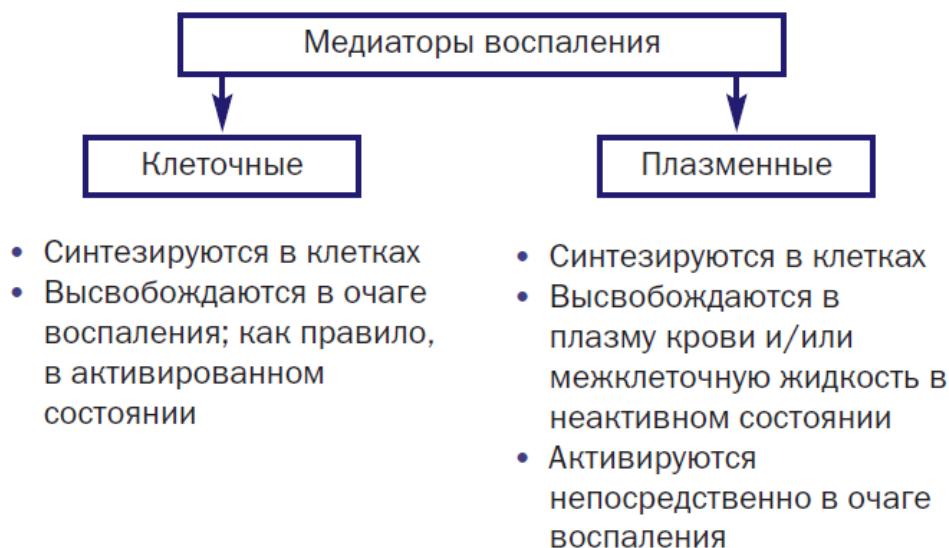 Медиаторы воспаления
Клеточные
Плазменные
• Синтезируются в клетках
• Высвобождаются в очаге
воспаления; как правило,
в активированном
состоянии
• Синтезируются в клетках
• Высвобождаются в
плазму крови и/или
межклеточную жидкость в
неактивном состоянии
• Активируются
непосредственно в очаге
воспаления